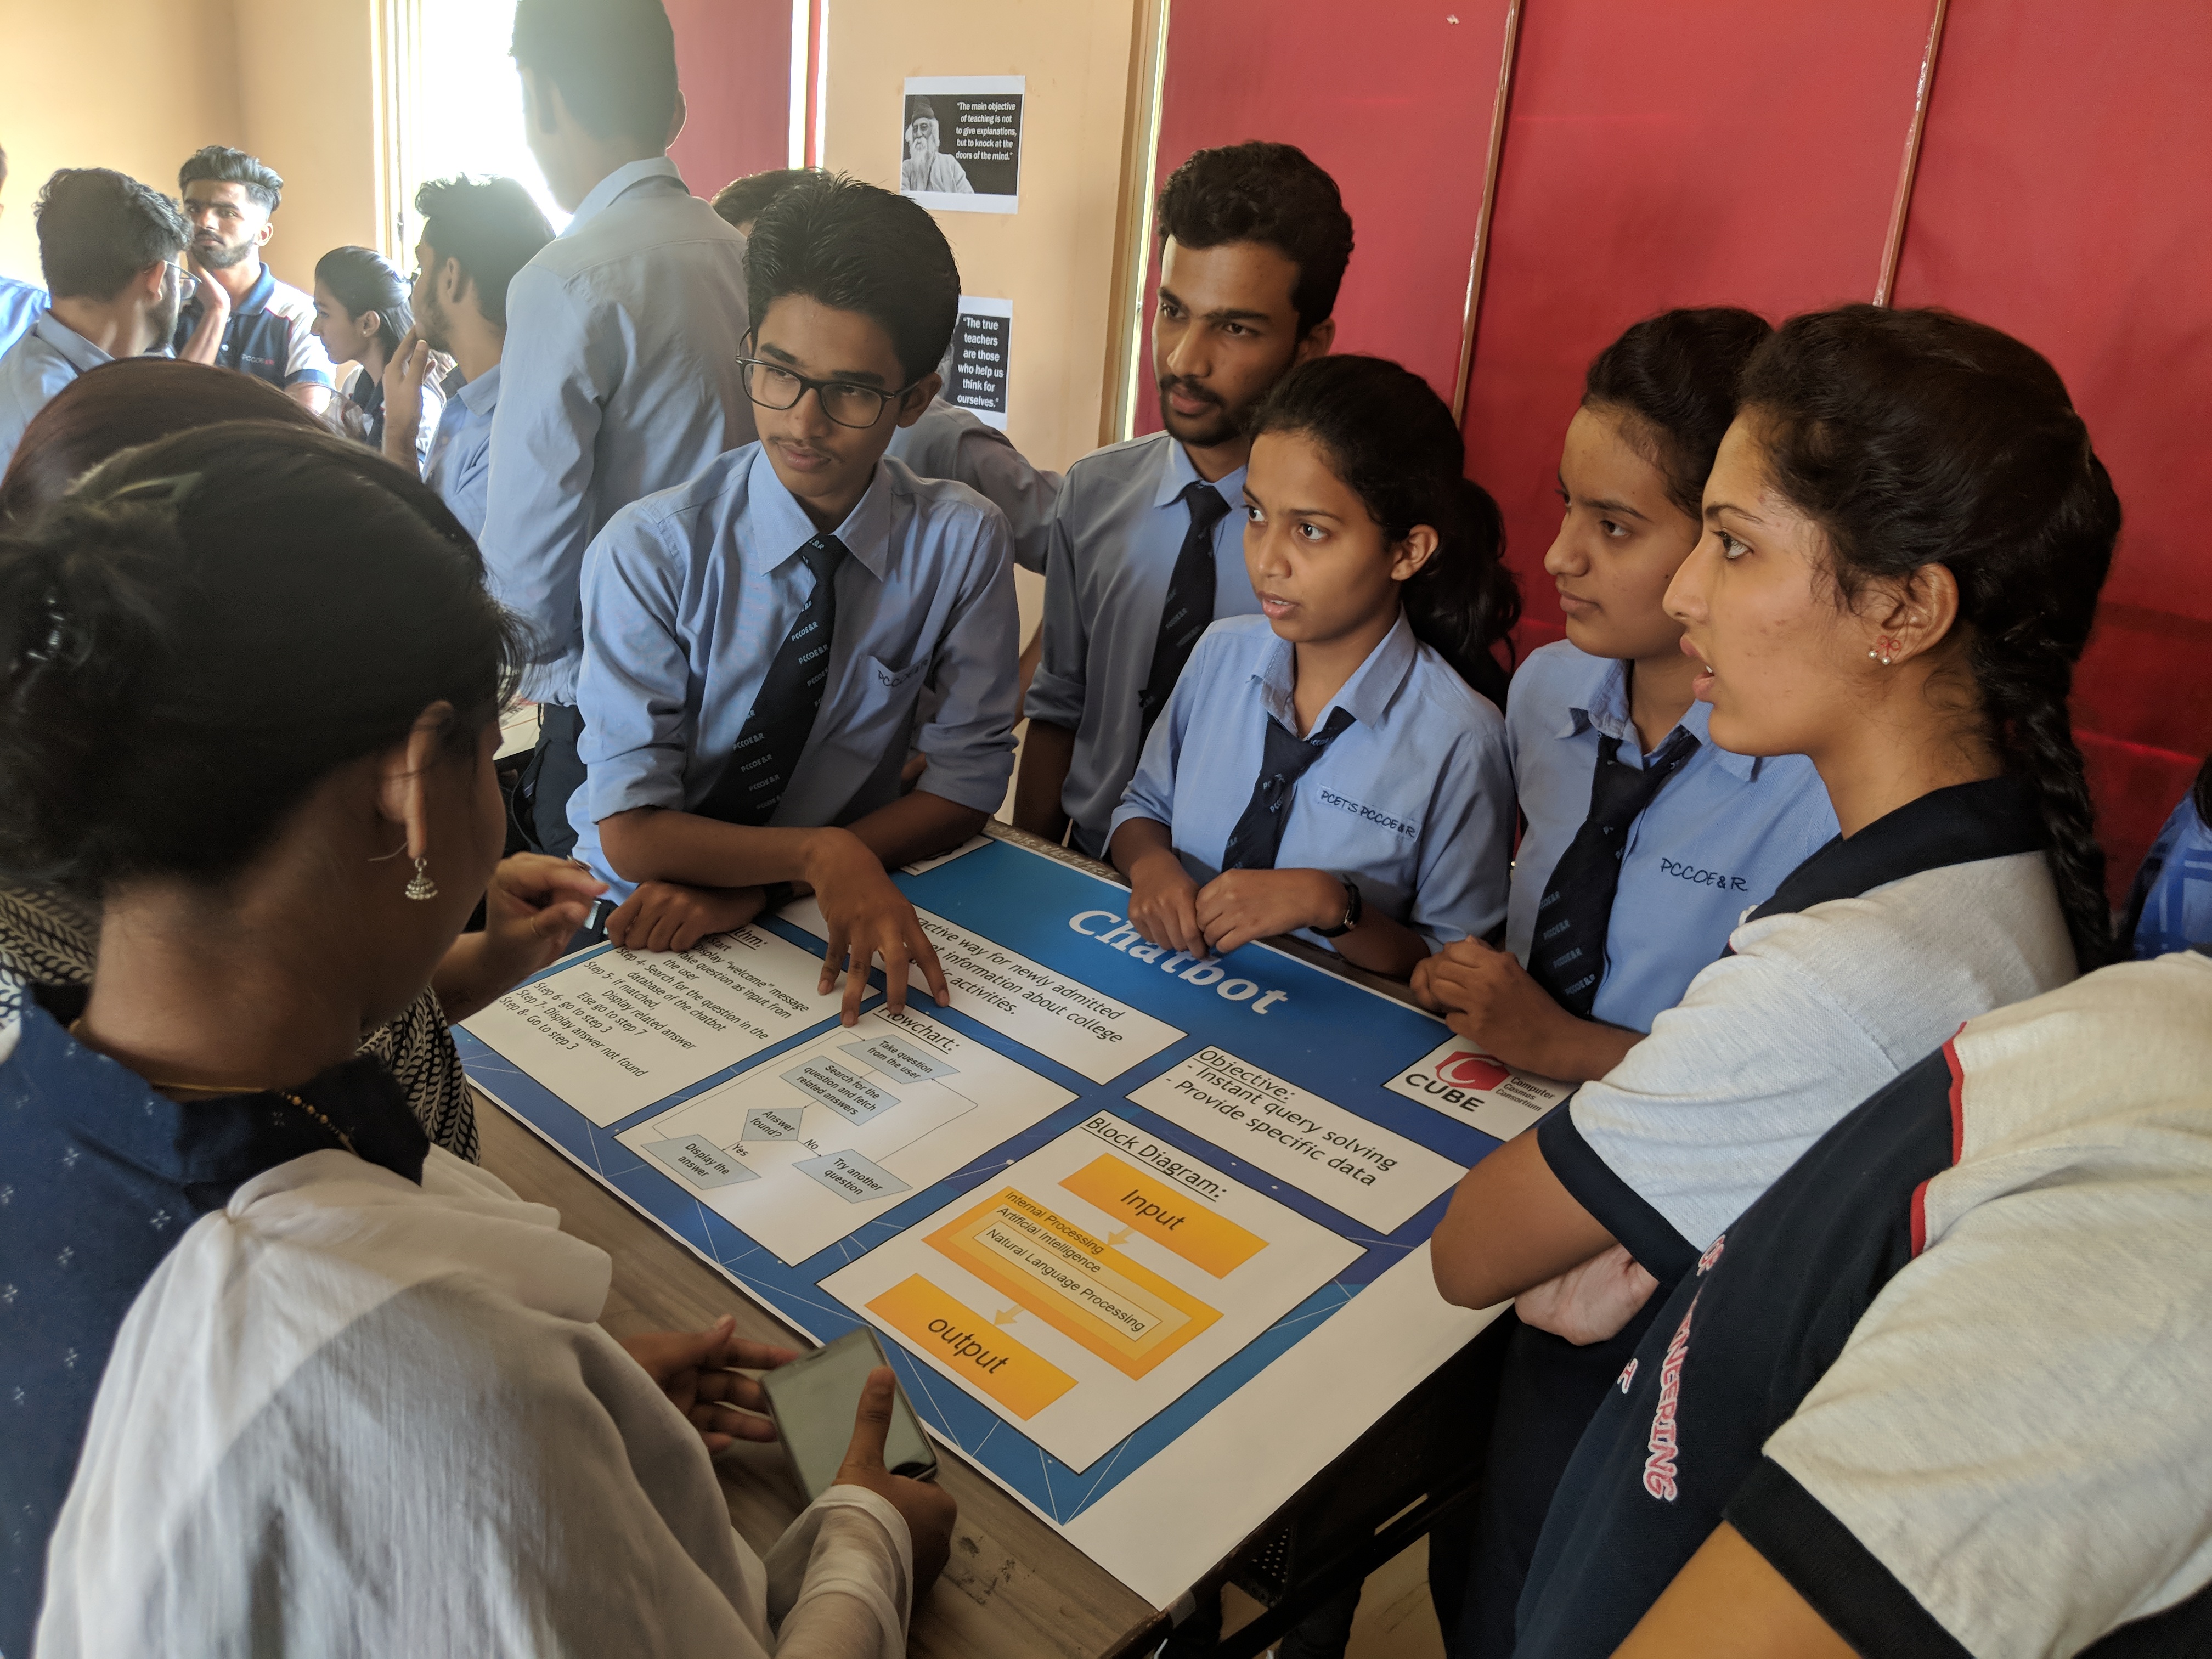 "The main objective
of teaching is not
to give explanations,
but to knock at the
doors of the mind."
"The true
teachers
are those
who help us
think for
ourselves."
PCCOE&R
PCCOE&R
PCCOE&R
PCCOE&R
PCCOE&R
PCCOE&R
PCET'S PCCOE&R
PCCOE&R
Chatbot
active way for newly admitted
information about college
activities.
Start
Display "welcome" message
Take question as input from
the user
Step 4- Search for the question in the
database of the chatbot
Step 5- If matched,
Display related answer
Else go to step 7
Step 6: go to step 3
Step 7- Display answer not found
Step 8- Go to step 3
Flowchart:
Take question
from the user
Search for the
question and fetch
related answers
Answer
found?
Yes
No
Display the
answer
Try another
question
Objective:
- Instant query solving
- Provide specific data
C
CUBE
Computer
Consortium
Block Diagram:
Input
Internal Processing
Artificial Intelligence
Natural Language Processing
output